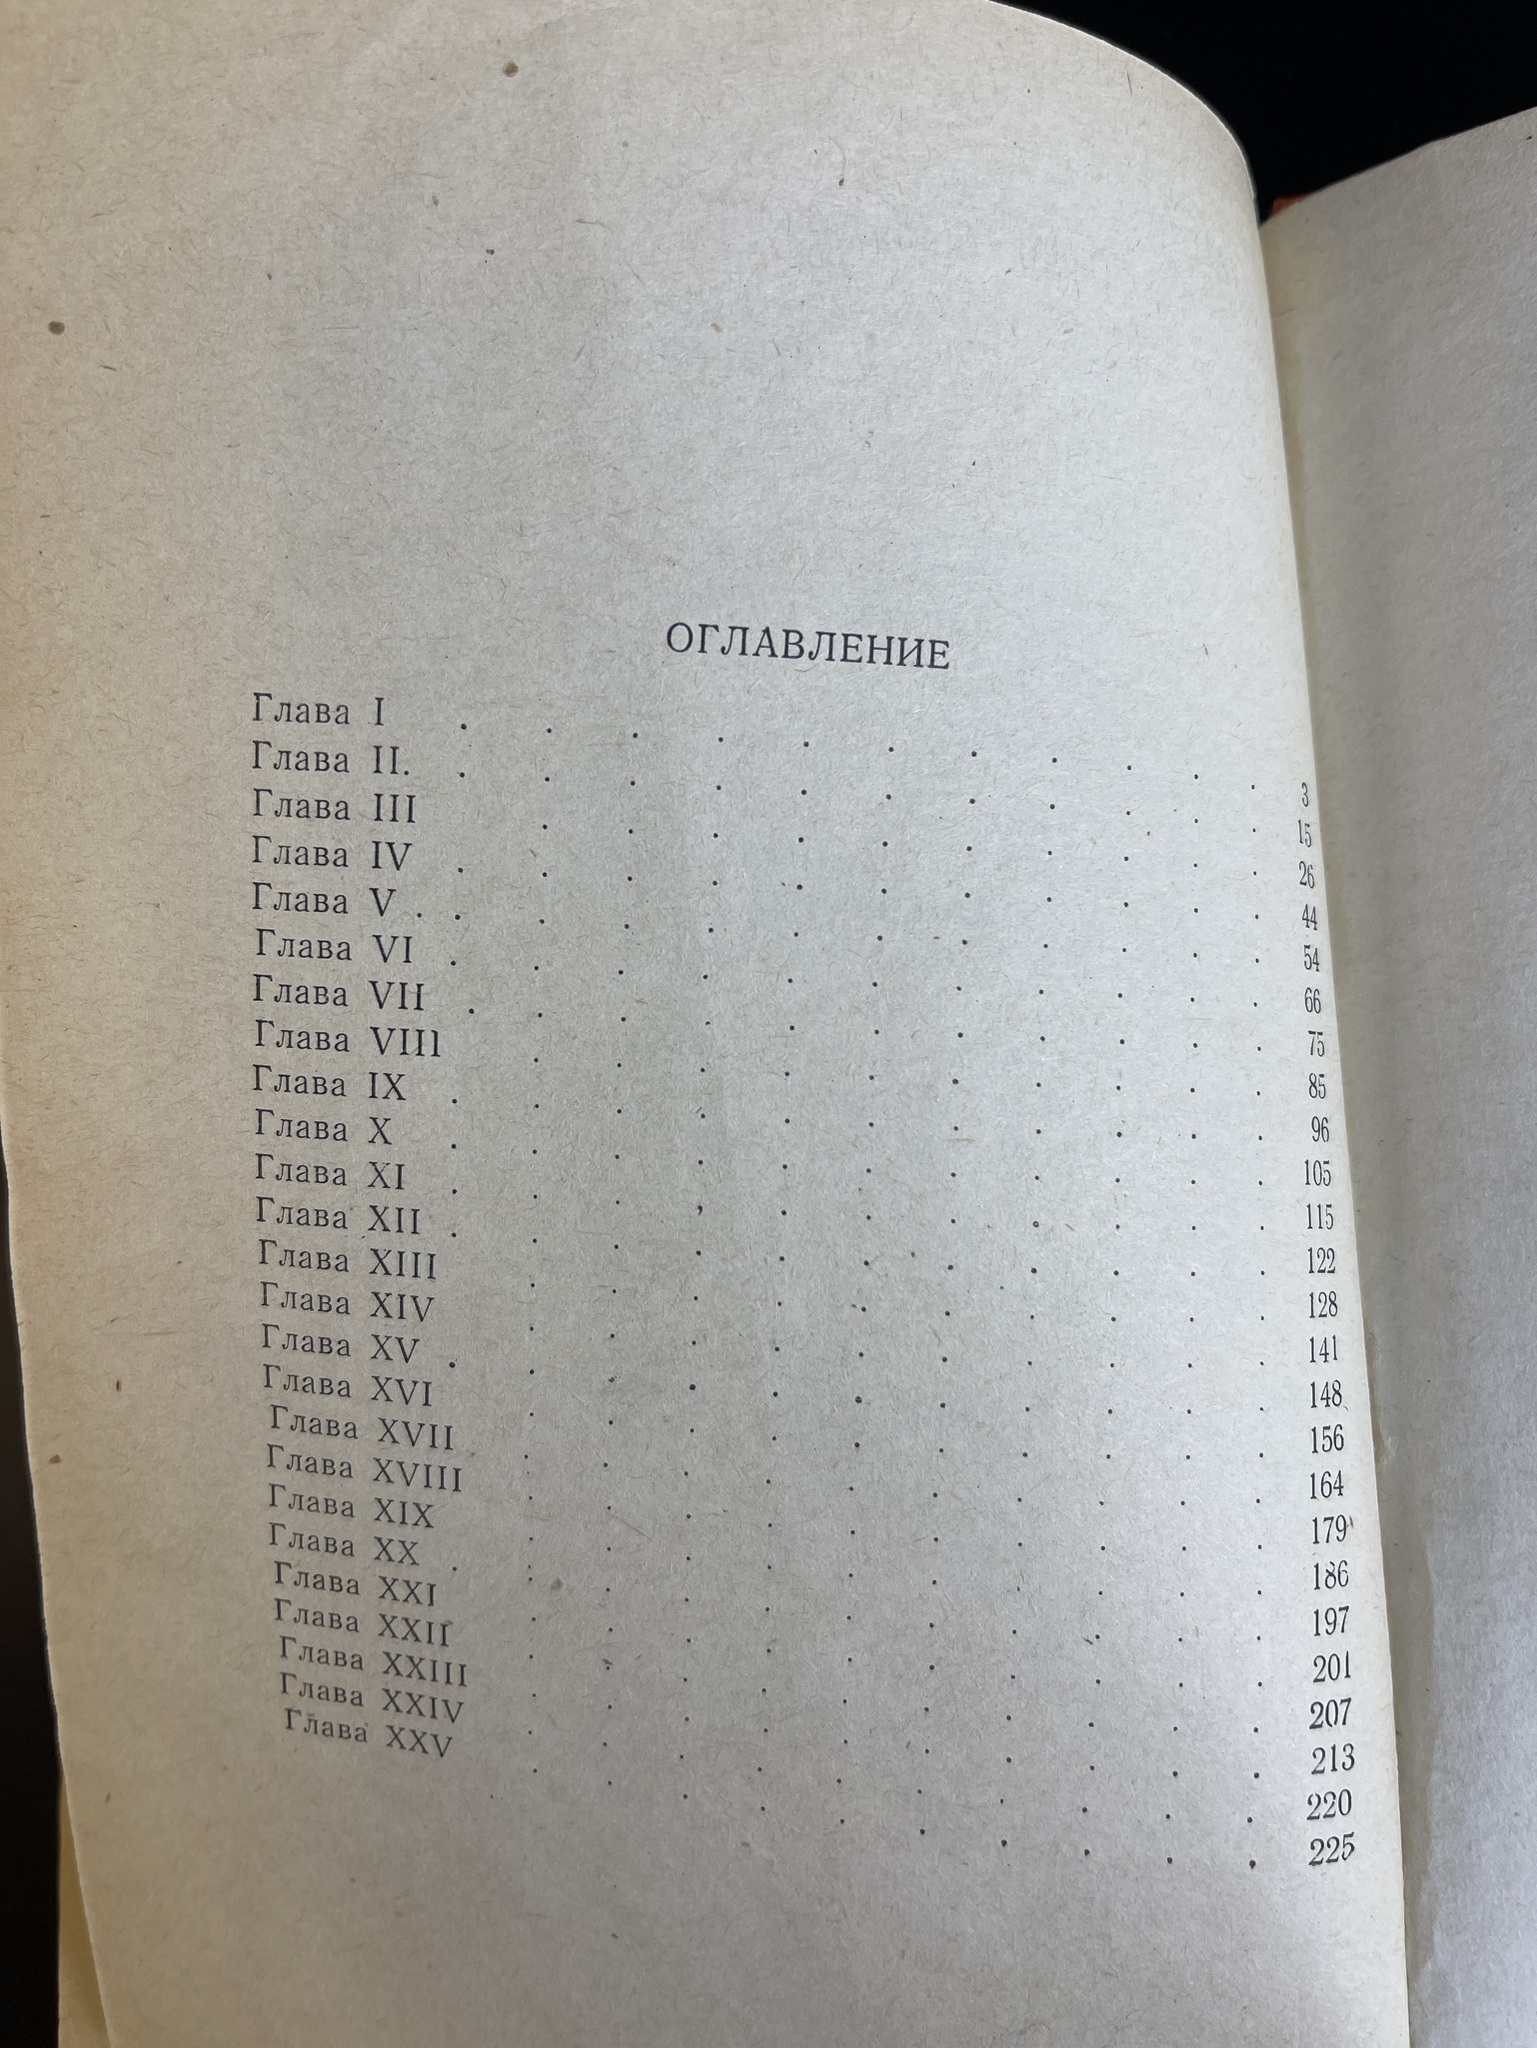 ОГЛАВЛЕНИЕ
Глава I . . . . . . . . . . . 3
Глава II. . . . . . . . . . . 15
Глава III . . . . . . . . . . 26
Глава IV . . . . . . . . . . . 44
Глава V . . . . . . . . . . . 54
Глава VI . . . . . . . . . . . 66
Глава VII . . . . . . . . . . . 75
Глава VIII . . . . . . . . . . 85
Глава IX . . . . . . . . . . . 96
Глава X . . . . . . . . . . . 105
Глава XI . . . . . . . . . . . 115
Глава XII . . . . . . . . . . . 122
Глава XIII . . . . . . . . . . 128
Глава XIV . . . . . . . . . . 141
Глава XV . . . . . . . . . . . 148
Глава XVI . . . . . . . . . . 156
Глава XVII . . . . . . . . . . 164
Глава XVIII . . . . . . . . . . 179
Глава XIX . . . . . . . . . . 186
Глава XX . . . . . . . . . . . 197
Глава XXI . . . . . . . . . . 201
Глава XXII . . . . . . . . . . 207
Глава XXIII . . . . . . . . . . 213
Глава XXIV . . . . . . . . . . 220
Глава XXV . . . . . . . . . . 225